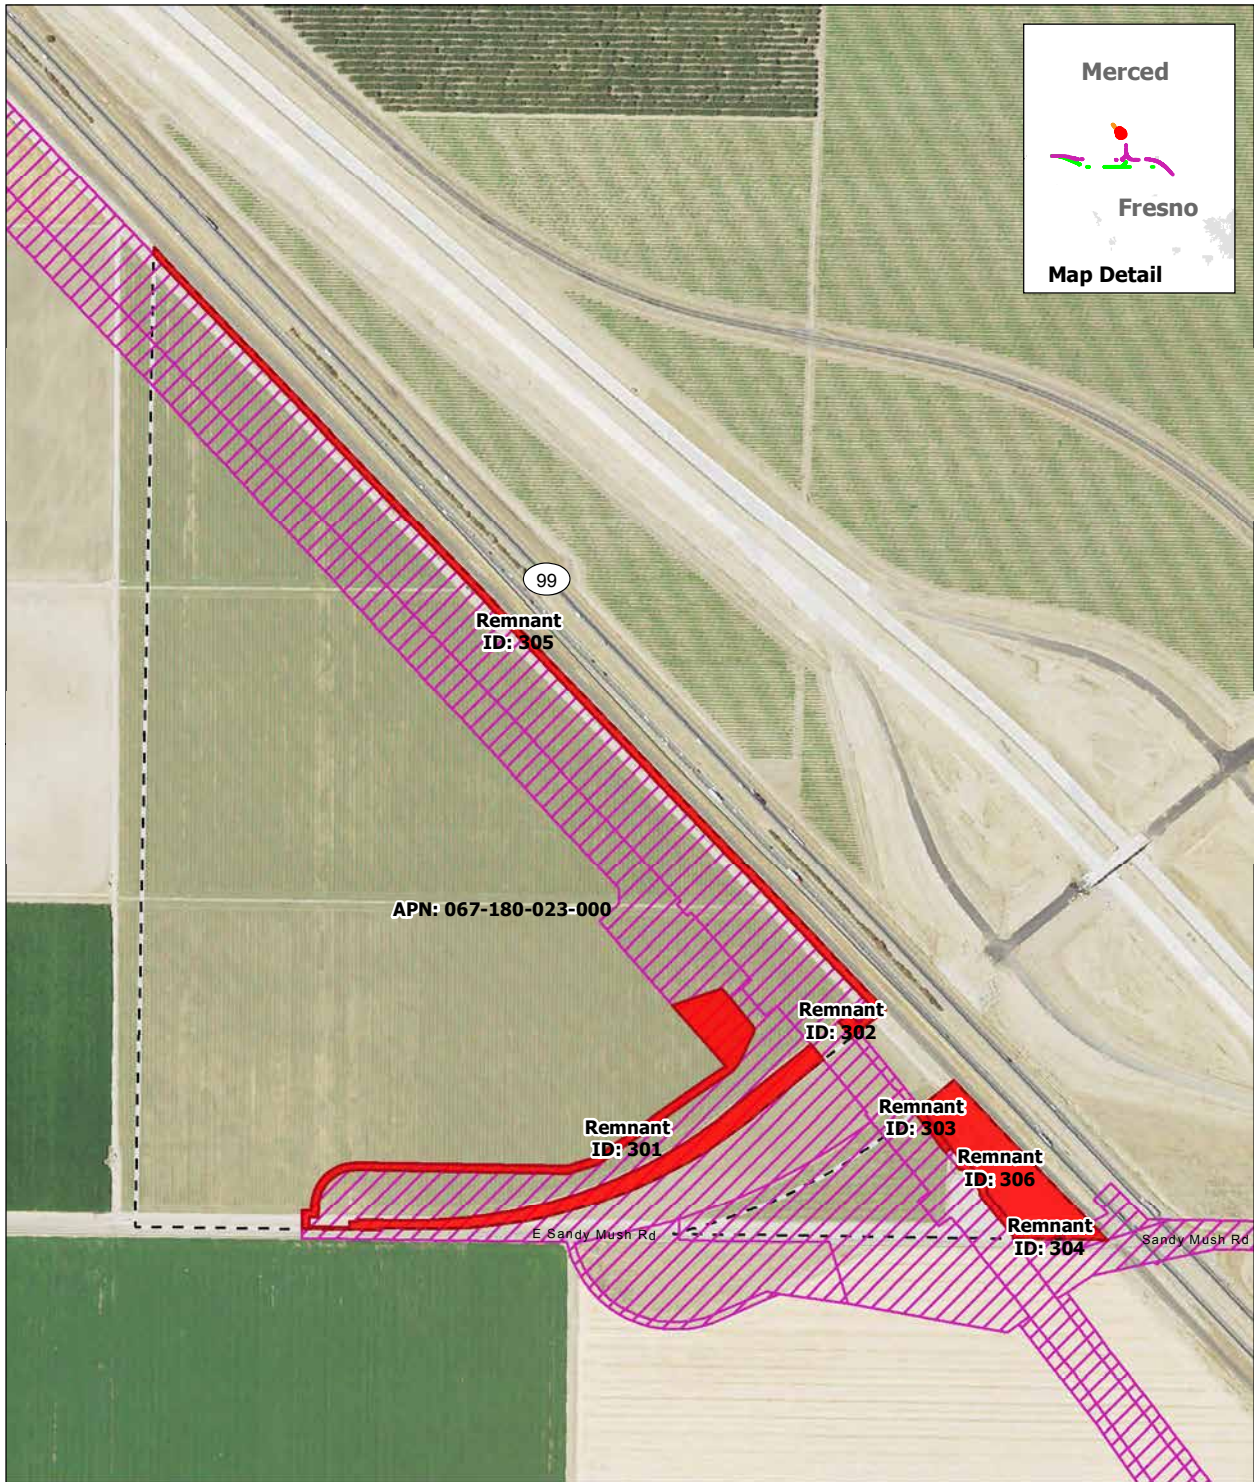 Merced
Fresno
Map Detail
99
Remnant
ID: 305
APN: 067-180-023-000
Remnant
ID: 302
Remnant
ID: 303
Remnant
ID: 301
Remnant
ID: 306
Remnant
ID: 304
E Sandy Mush Rd
Sandy Mush Rd